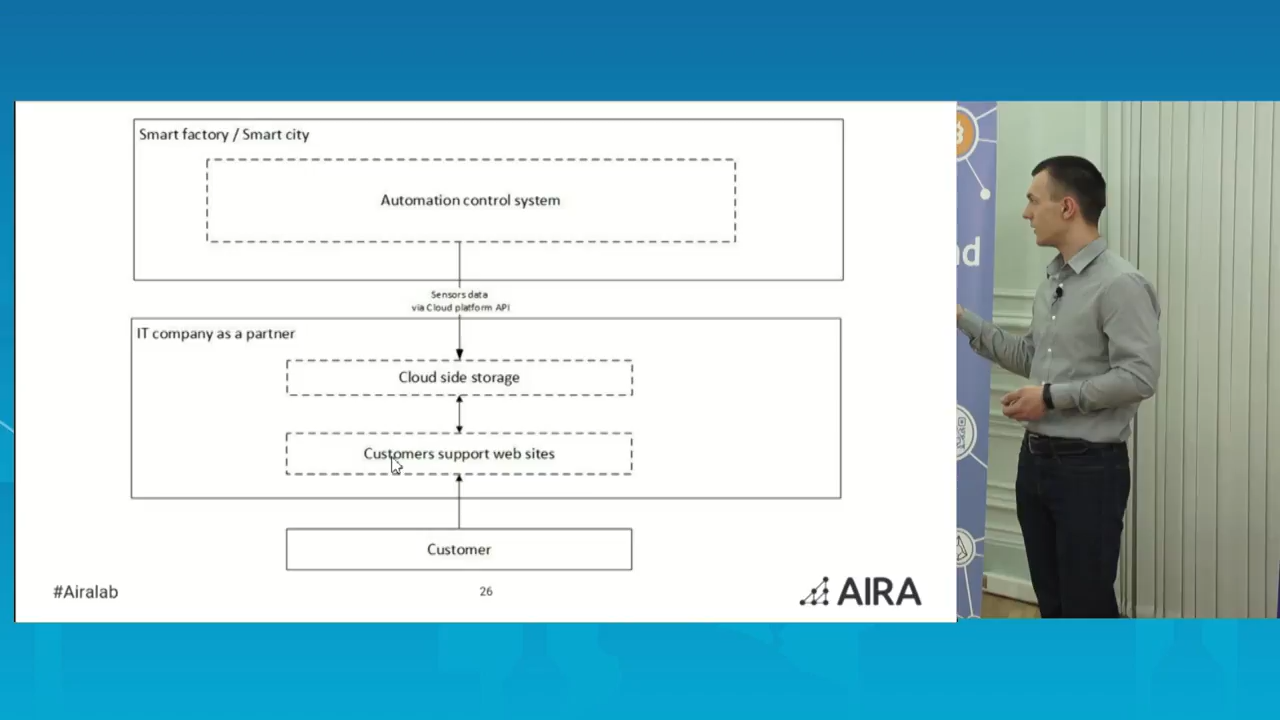 Smart factory / Smart city
Automation control system
Sensors data
via Cloud platform API
IT company as a partner
Cloud side storage
Customers support web sites
Customer
#Airalab
26
AIRA
nd